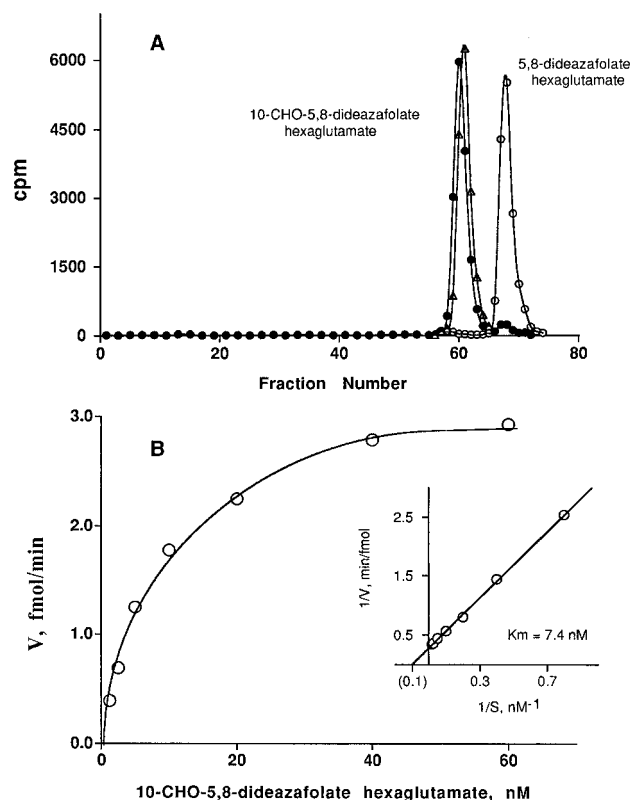 A
cpm
6000
4500
3000
1500
0
10-CHO-5,8-dideazafolate
hexaglutamate
5,8-dideazafolate
hexaglutamate
0
20
40
60
80
Fraction Number
B
V, fmol/min
3.0
2.0
1.0
0.0
0
20
40
60
10-CHO-5,8-dideazafolate hexaglutamate, nM
1/V, min/fmol
2.5
1.5
0.5
Km = 7.4 nM
(0.1)
0.3
0.7
1/S, nM-1